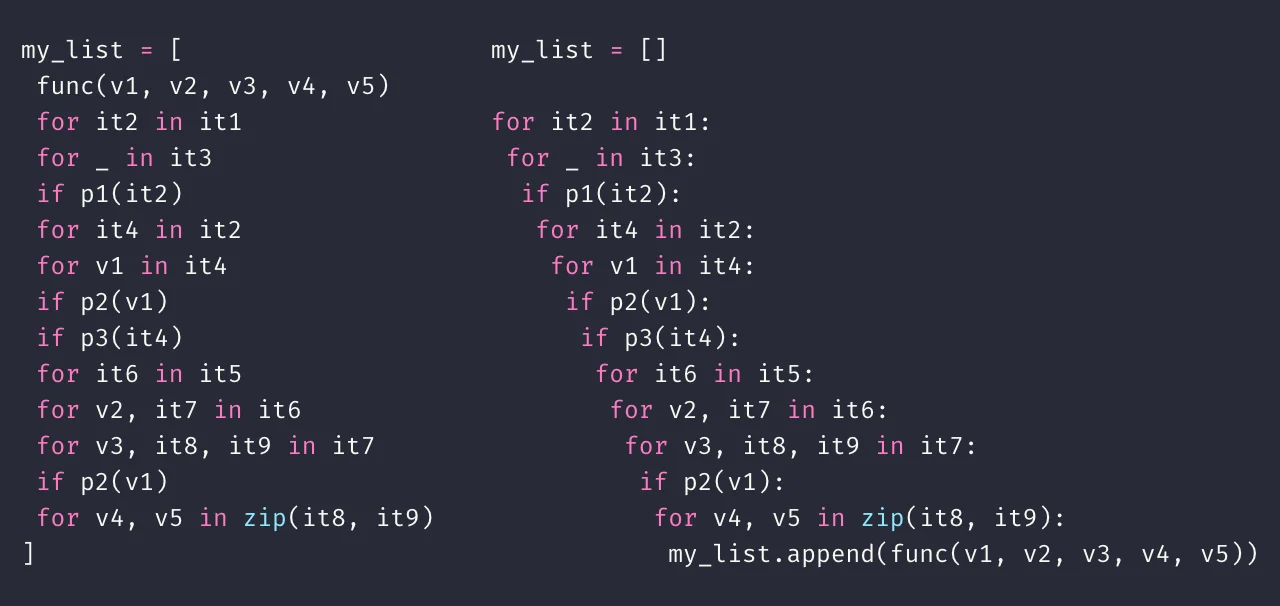 my_list = [
 func(v1, v2, v3, v4, v5)
 for it2 in it1
 for _ in it3
 if p1(it2)
 for it4 in it2
 for v1 in it4
 if p2(v1)
 if p3(it4)
 for it6 in it5
 for v2, it7 in it6
 for v3, it8, it9 in it7
 if p2(v1)
 for v4, v5 in zip(it8, it9)
]
my_list = []

for it2 in it1:
 for _ in it3:
  if p1(it2):
   for it4 in it2:
    for v1 in it4:
     if p2(v1):
      if p3(it4):
       for it6 in it5:
        for v2, it7 in it6:
         for v3, it8, it9 in it7:
          if p2(v1):
           for v4, v5 in zip(it8, it9):
            my_list.append(func(v1, v2, v3, v4, v5))